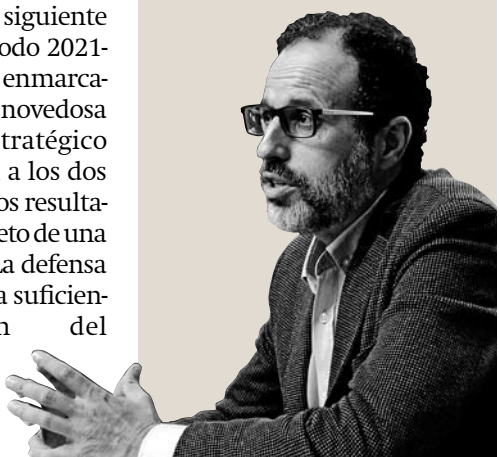 siguiente
odo 2021-
enmarca-
novedosa
tratégico
a los dos
os resulta-
eto de una
a defensa
a suficien-
n del